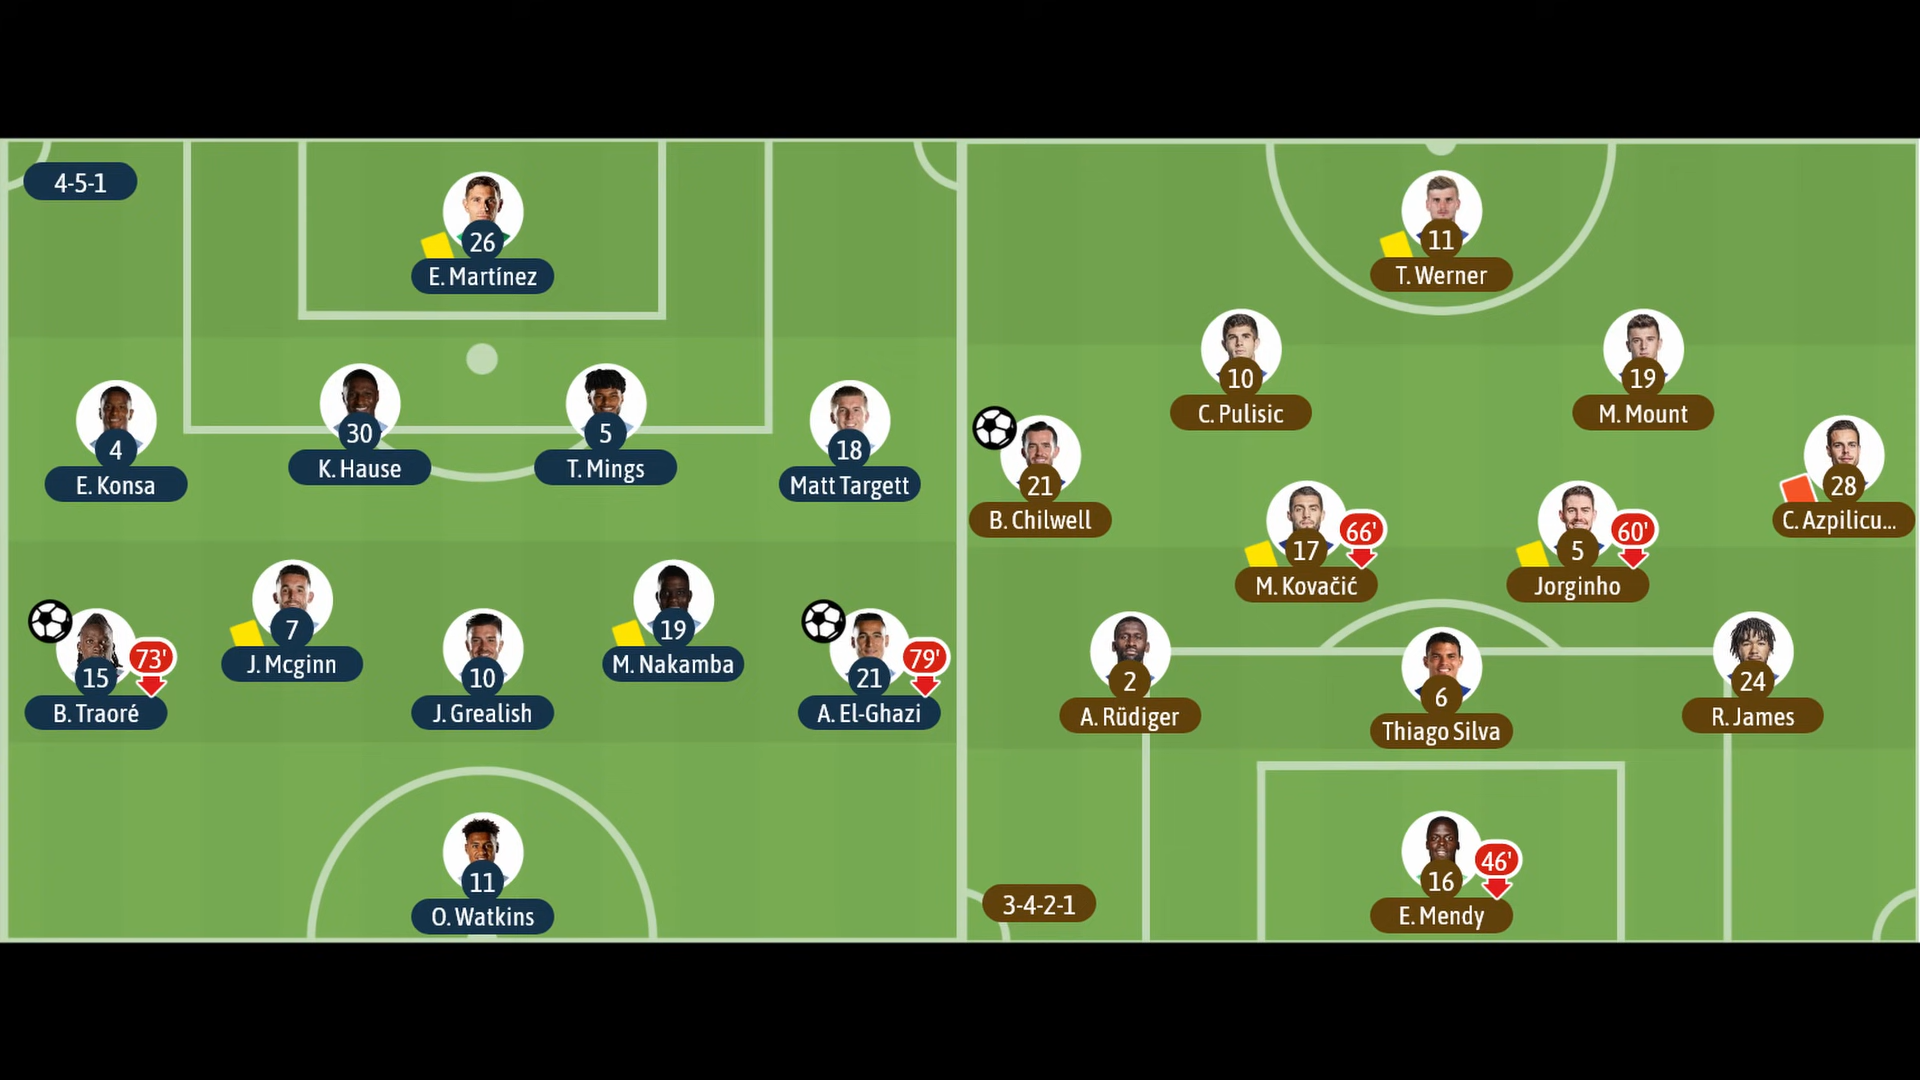 4-5-1
26
E. Martínez
4
E. Konsa
30
K. Hause
5
T. Mings
18
Matt Targett
15
73'
B. Traoré
7
J. Mcginn
10
J. Grealish
19
M. Nakamba
21
79'
A. El-Ghazi
11
O. Watkins
11
T. Werner
10
C. Pulisic
19
M. Mount
21
B. Chilwell
17
66'
M. Kovačić
5
60'
Jorginho
28
C. Azpilicu...
2
A. Rüdiger
6
Thiago Silva
24
R. James
16
46'
E. Mendy
3-4-2-1